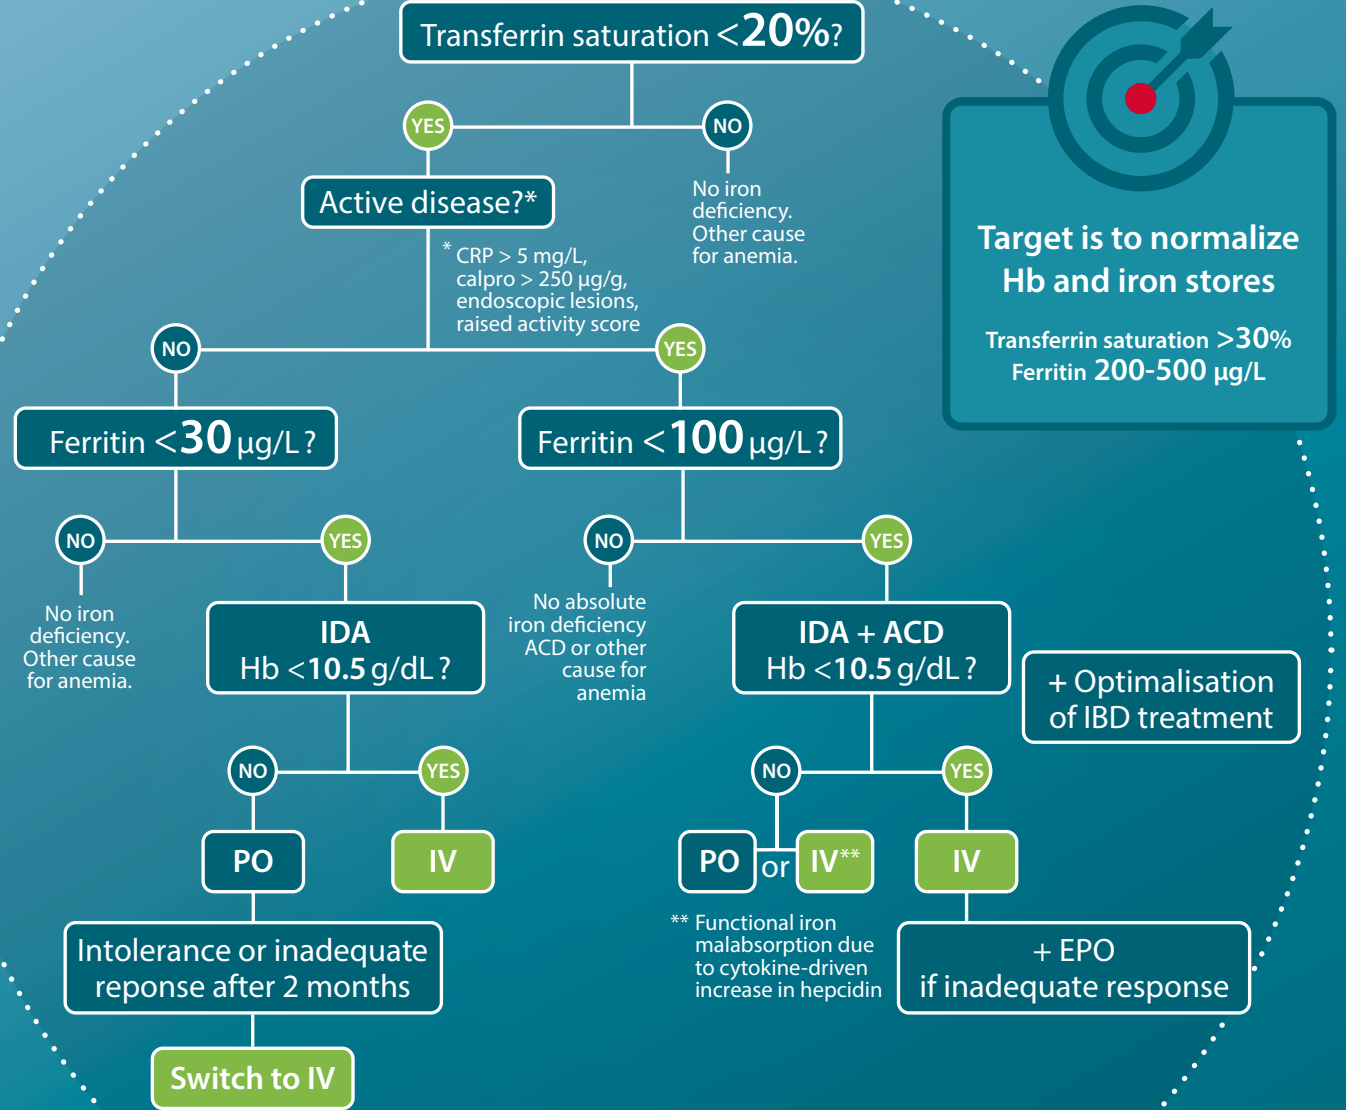 Transferrin saturation <20%?
YES
NO
Active disease?*
* CRP > 5 mg/L,
calpro > 250 µg/g,
endoscopic lesions,
raised activity score
No iron
deficiency.
Other cause
for anemia.
Target is to normalize
Hb and iron stores
Transferrin saturation >30%
Ferritin 200-500 µg/L
NO
YES
Ferritin <30 µg/L?
Ferritin <100 µg/L?
NO
YES
NO
YES
No iron
deficiency.
Other cause
for anemia.
IDA
Hb <10.5 g/dL?
No absolute
iron deficiency
ACD or other
cause for
anemia
IDA + ACD
Hb <10.5 g/dL?
+ Optimalisation
of IBD treatment
NO
YES
NO
YES
PO
IV
PO or IV**
IV
Intolerance or inadequate
reponse after 2 months
** Functional iron
malabsorption due
to cytokine-driven
increase in hepcidin
+ EPO
if inadequate response
Switch to IV